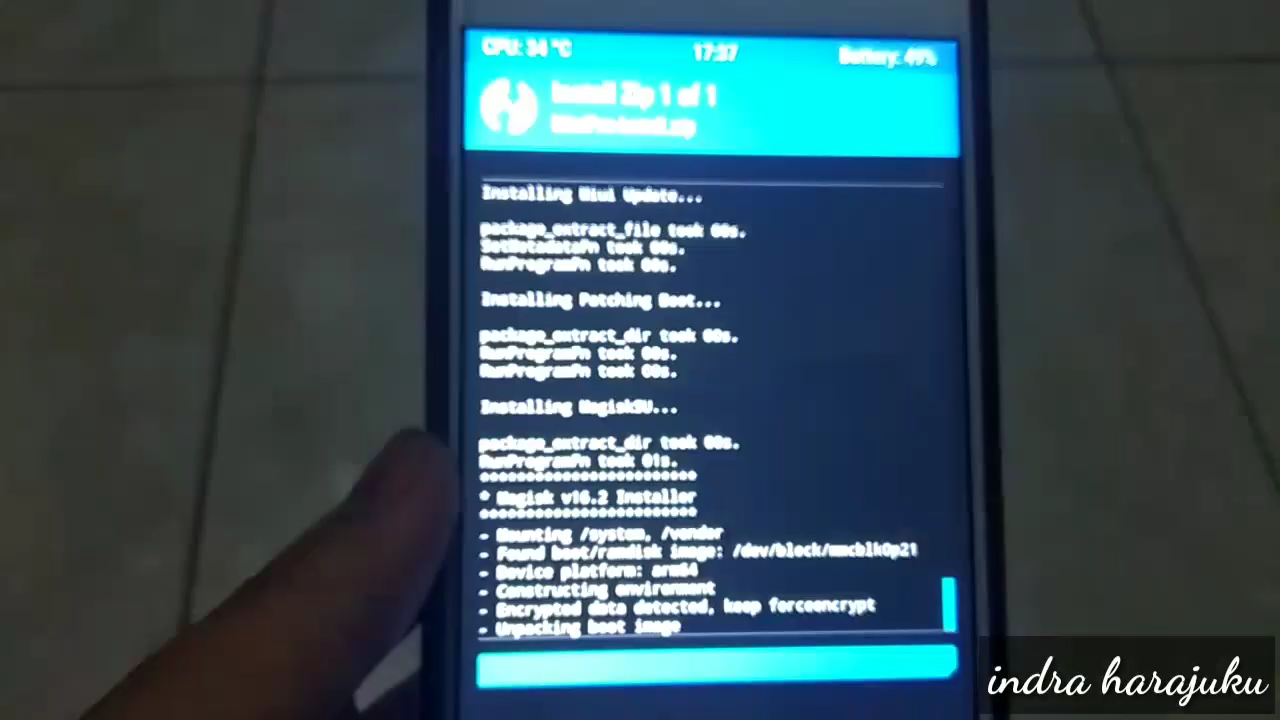 CPU: 34 °C 17:37 Battery: 49%
Install Zip 1 of 1
Installing Miui Update...
package_extract_file took 00s.
SetMetadataFn took 00s.
RunProgramFn took 00s.
Installing Patching Boot...
package_extract_dir took 00s.
RunProgramFn took 00s.
RunProgramFn took 00s.
Installing MagiskSU...
package_extract_dir took 00s.
RunProgramFn took 01s.
************************
* Magisk v16.2 Installer
************************
- Mounting /system, /vendor
- Found boot/ramdisk image: /dev/block/mmcblk0p21
- Device platform: arm64
- Constructing environment
- Encrypted data detected, keep forceencrypt
- Unpacking boot image
indra harajuku